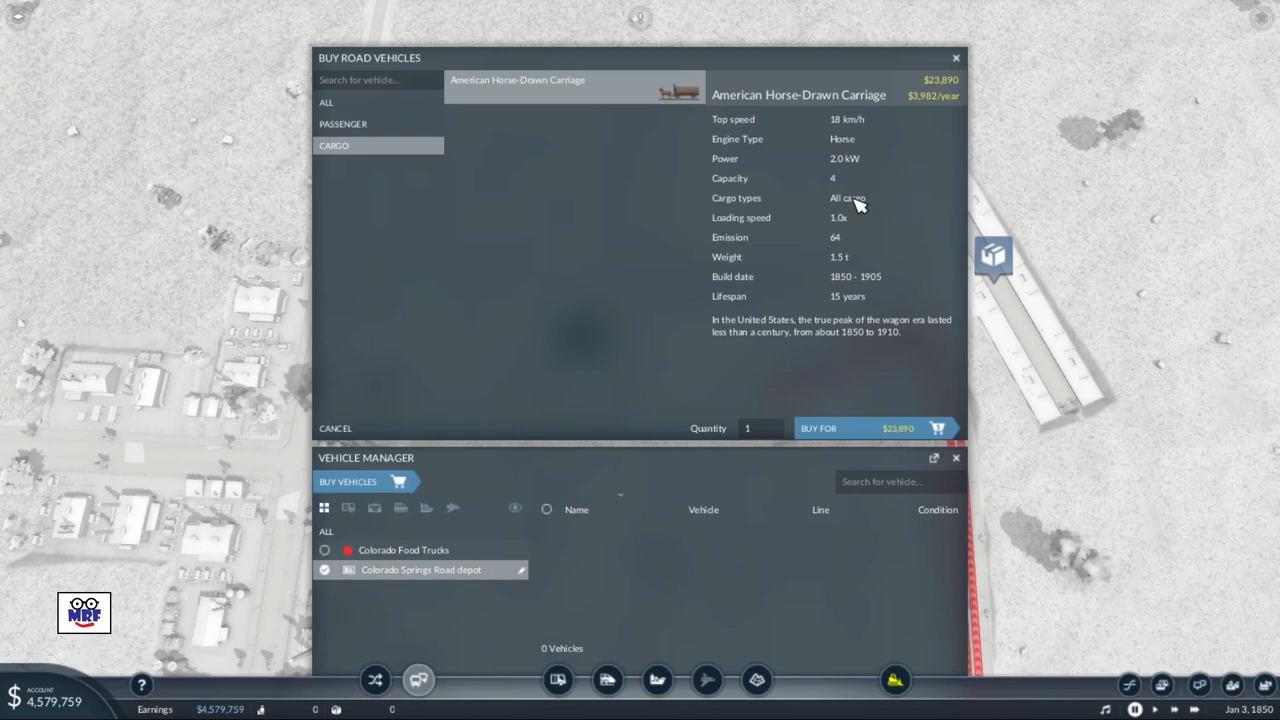 BUY ROAD VEHICLES
Search for vehicle...
ALL
PASSENGER
CARGO
American Horse-Drawn Carriage
$23,890
American Horse-Drawn Carriage
$3,982/year
Top speed 18 km/h
Engine Type Horse
Power 2.0 kW
Capacity 4
Cargo types All cargo
Loading speed 1.0x
Emission 64
Weight 1.5 t
Build date 1850 - 1905
Lifespan 15 years
In the United States, the true peak of the wagon era lasted
less than a century, from about 1850 to 1910.
CANCEL
Quantity 1
BUY FOR $23,890
VEHICLE MANAGER
BUY VEHICLES
Search for vehicle...
Name Vehicle Line Condition
ALL
Colorado Food Trucks
Colorado Springs Road depot
0 Vehicles
MRF
$ ACCOUNT
4,579,759
?
Earnings $4,579,759 0 0
Jan 3, 1850